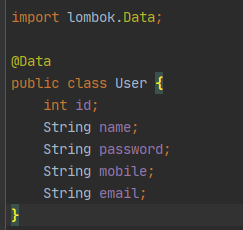 import lombok.Data;
@Data
public class User {
int id;
String name;
String password;
String mobile;
String email;
}